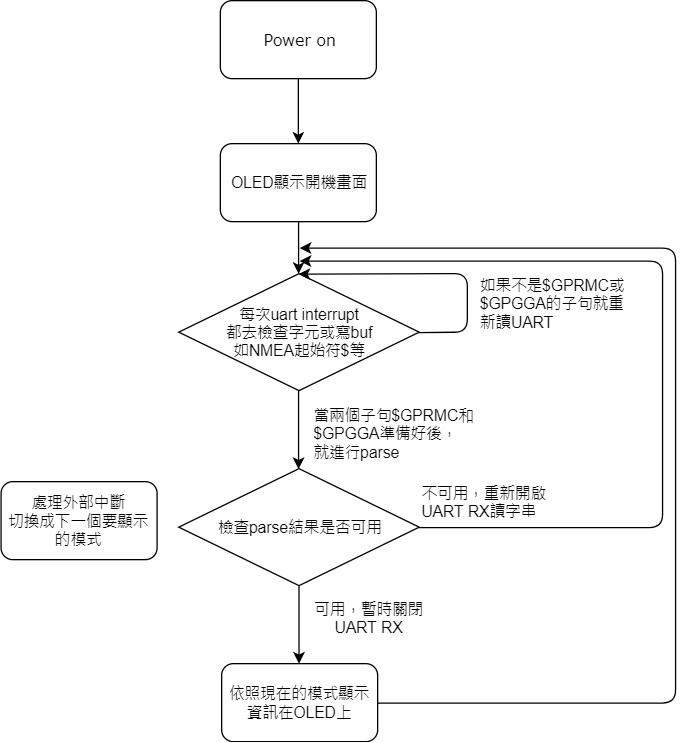 Power on
OLED顯示開機畫面
每次uart interrupt
都去檢查字元或寫buf
如NMEA起始符$等
如果不是$GPRMC或
$GPGGA的子句就重
新讀UART
當兩個子句$GPRMC和
$GPGGA準備好後，
就進行parse
處理外部中斷
切換成下一個要顯示
的模式
檢查parse結果是否可用
不可用，重新開啟
UART RX讀字串
可用，暫時關閉
UART RX
依照現在的模式顯示
資訊在OLED上